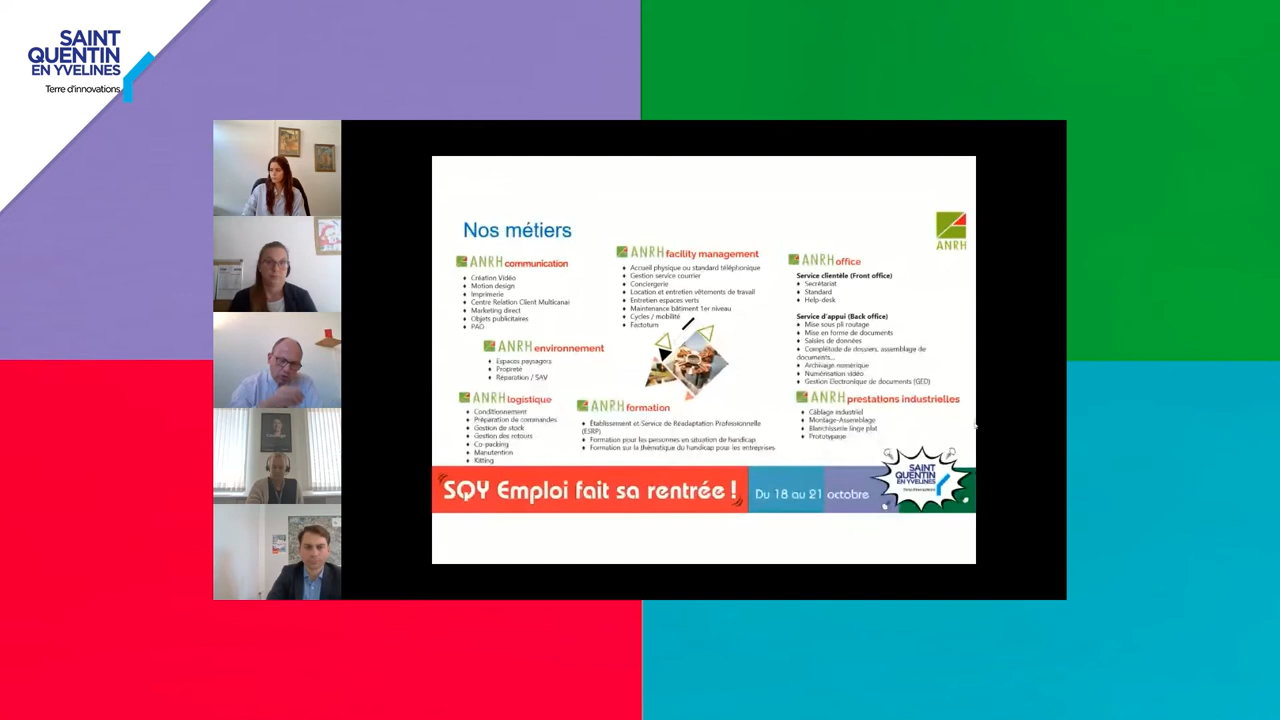 SAINT
QUENTIN
EN YVELINES
Terre d'innovations
Nos métiers
ANRH
ANRH communication
Création Vidéo
Motion design
Imprimerie
Centre Relation Client Multicanal
Marketing direct
Objets publicitaires
PAO
ANRH environnement
Espaces paysagers
Propreté
Réparation / SAV
ANRH logistique
Conditionnement
Préparation de commandes
Gestion de stock
Gestion des retours
Co-packing
Manutention
Kitting
ANRH facility management
Accueil physique ou standard téléphonique
Gestion service courrier
Conciergerie
Location et entretien vêtements de travail
Entretien espaces verts
Maintenance bâtiment 1er niveau
Cycles / mobilité
Factotum
ANRH formation
Établissement et Service de Réadaptation Professionnelle
(ESRP)
Formation pour les personnes en situation de handicap
Formation sur la thématique du handicap pour les entreprises
ANRH office
Service clientèle (Front office)
Secrétariat
Standard
Help-desk
Service d'appui (Back office)
Mise sous pli routage
Mise en forme de documents
Saisies de données
Complétude de dossiers, assemblage de
documents...
Archivage numérique
Numérisation vidéo
Gestion Electronique de documents (GED)
ANRH prestations industrielles
Câblage industriel
Montage-Assemblage
Blanchisserie linge plat
Prototypage
SQY Emploi fait sa rentrée !
Du 18 au 21 octobre
SAINT
QUENTIN
EN YVELINES
Terre d'innovations